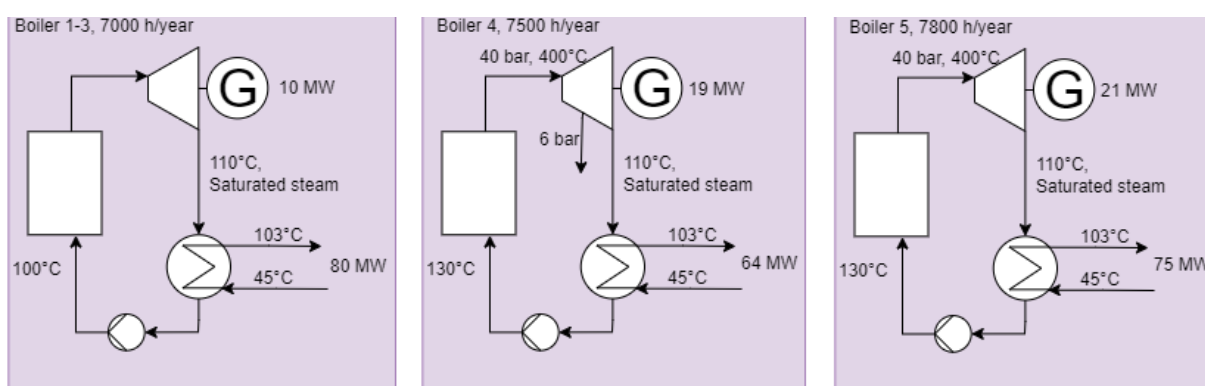 Boiler 1-3, 7000 h/year
G
10 MW
110°C,
Saturated steam
103°C
80 MW
45°C
100°C
Boiler 4, 7500 h/year
40 bar, 400°C
G
19 MW
6 bar
110°C,
Saturated steam
103°C
64 MW
45°C
130°C
Boiler 5, 7800 h/year
40 bar, 400°C
G
21 MW
110°C,
Saturated steam
103°C
75 MW
45°C
130°C